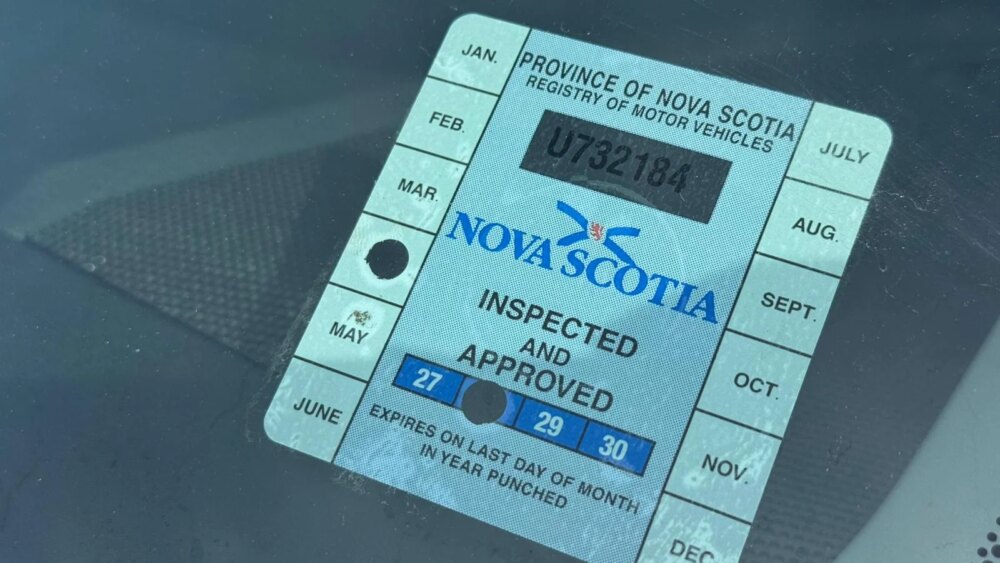 PROVINCE OF NOVA SCOTIA
REGISTRY OF MOTOR VEHICLES
U732184
NOVA SCOTIA
INSPECTED
AND
APPROVED
27 29 30
EXPIRES ON LAST DAY OF MONTH
IN YEAR PUNCHED
JAN.
FEB.
MAR.
MAY
JUNE
JULY
AUG.
SEPT.
OCT.
NOV.
DEC